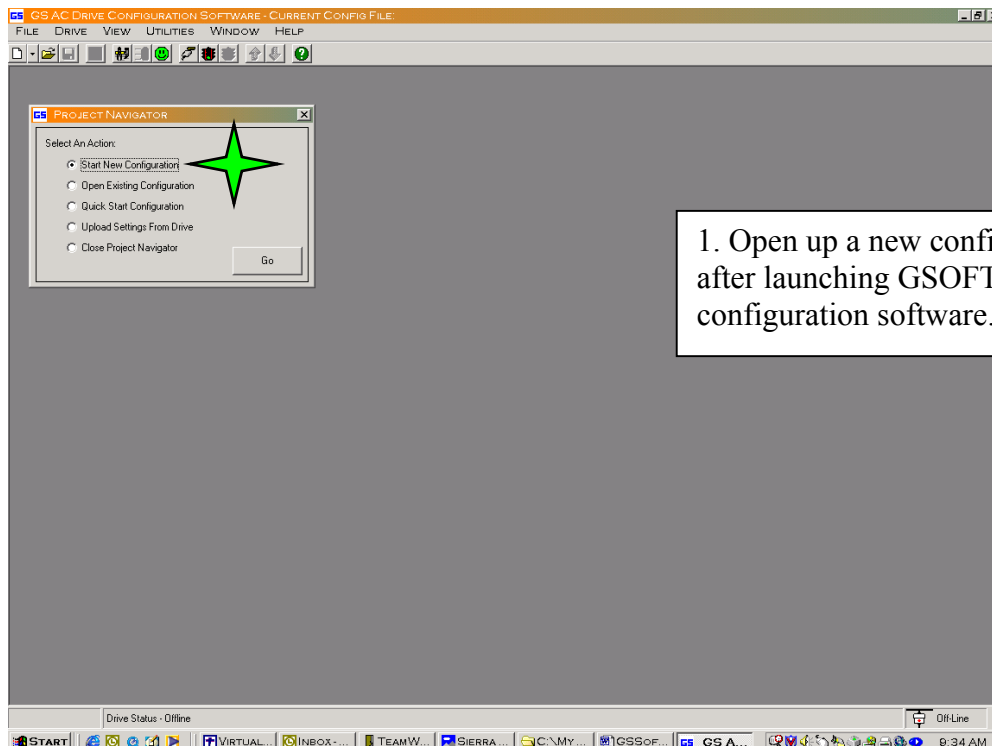 GS GS AC DRIVE CONFIGURATION SOFTWARE - CURRENT CONFIG FILE:
FILE DRIVE VIEW UTILITIES WINDOW HELP
GS PROJECT NAVIGATOR
Select An Action:
Start New Configuration
Open Existing Configuration
Quick Start Configuration
Upload Settings From Drive
Close Project Navigator
Go
1. Open up a new confi
after launching GSOFT
configuration software.
Drive Status - Offline
Off-Line
START VIRTUAL... INBOX - ... TEAMW... SIERRA ... C:\MY ... GSSOF... GS GS A... 9:34 AM